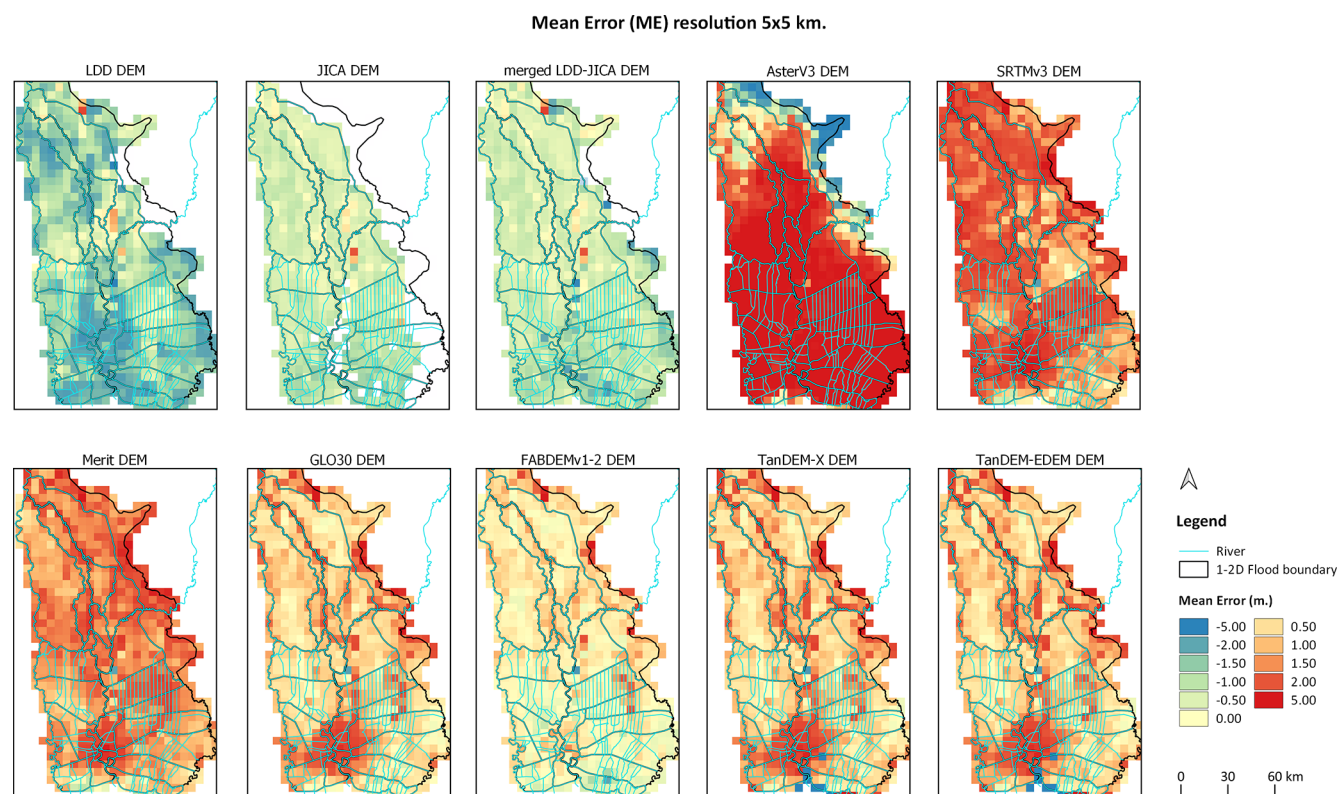 Mean Error (ME) resolution 5x5 km.
LDD DEM
JICA DEM
merged LDD-JICA DEM
AsterV3 DEM
SRTMv3 DEM
Merit DEM
GLO30 DEM
FABDEMv1-2 DEM
TanDEM-X DEM
TanDEM-EDEM DEM
Legend
River
1-2D Flood boundary
Mean Error (m.)
-5.00 0.50
-2.00 1.00
-1.50 1.50
-1.00 2.00
-0.50 5.00
0.00
0 30 60 km